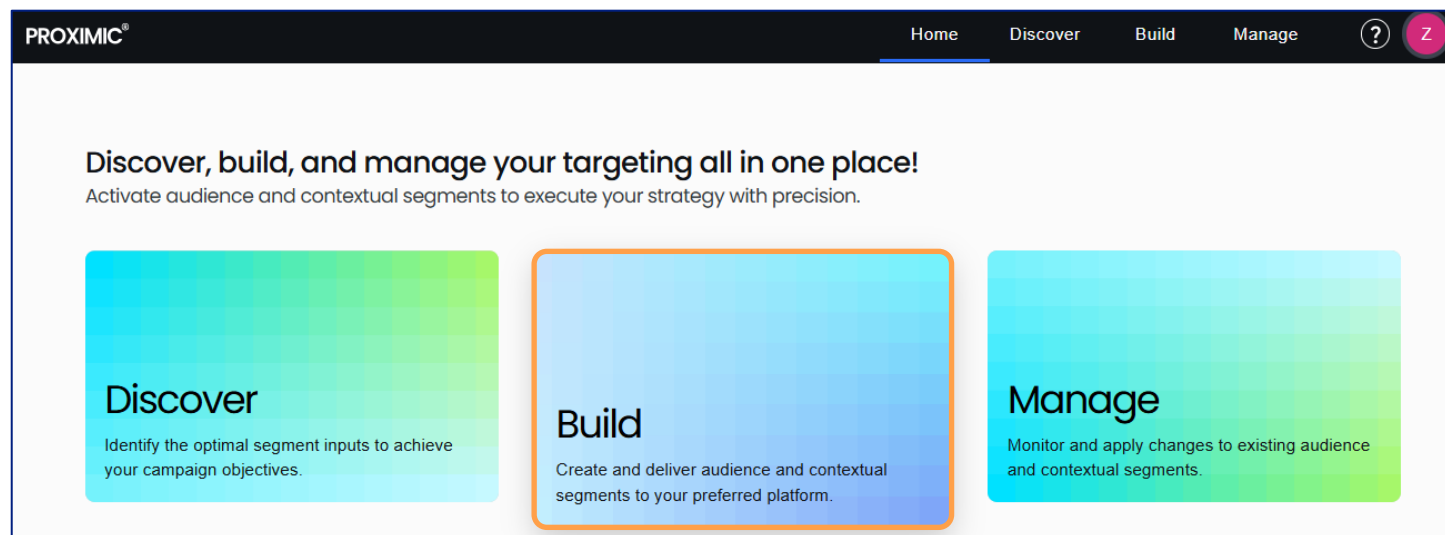 PROXIMIC®
Home Discover Build Manage ? Z
Discover, build, and manage your targeting all in one place!
Activate audience and contextual segments to execute your strategy with precision.
Discover
Identify the optimal segment inputs to achieve
your campaign objectives.
Build
Create and deliver audience and contextual
segments to your preferred platform.
Manage
Monitor and apply changes to existing audience
and contextual segments.